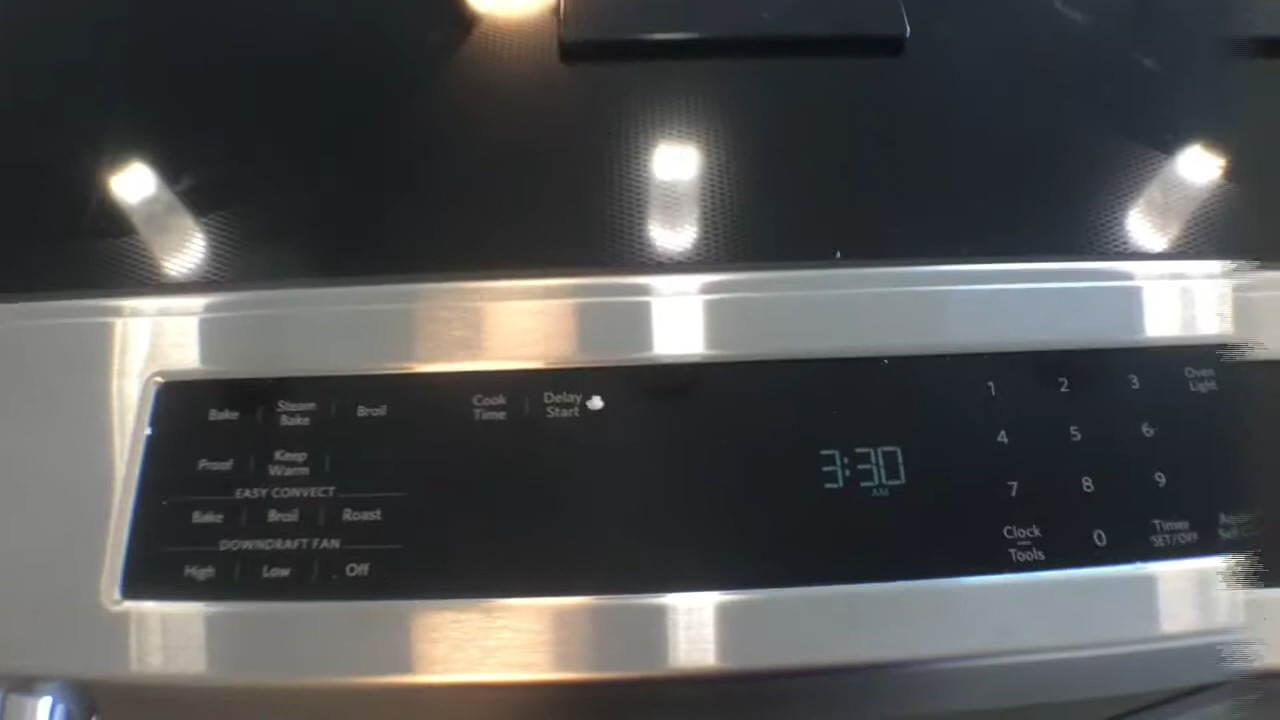 Bake
Steam
Bake
Broil
Cook
Time
Delay
Start
1 2 3
Oven
Light
4 5 6
Proof
Keep
Warm
3:30
AM
EASY CONVECT
7 8 9
Bake Broil Roast
DOWNDRAFT FAN
High Low Off
Clock
Tools
0
Timer
SET/OFF